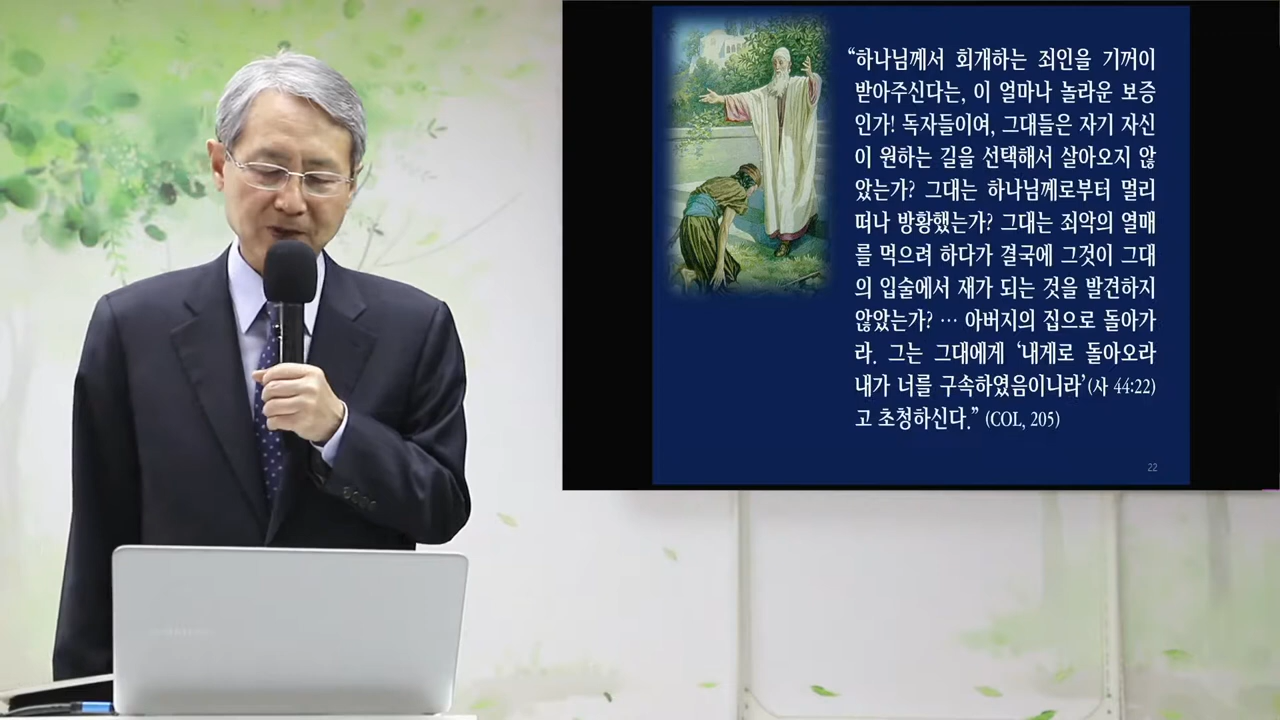 “하나님께서 회개하는 죄인을 기꺼이
받아주신다는, 이 얼마나 놀라운 보증
인가! 독자들이여, 그대들은 자기 자신
이 원하는 길을 선택해서 살아오지 않
았는가? 그대는 하나님께로부터 멀리
떠나 방황했는가? 그대는 죄악의 열매
를 먹으려 하다가 결국에 그것이 그대
의 입술에서 재가 되는 것을 발견하지
않았는가? … 아버지의 집으로 돌아가
라. 그는 그대에게 ‘내게로 돌아오라
내가 너를 구속하였음이니라’(사 44:22)
고 초청하신다.” (COL, 205)
22